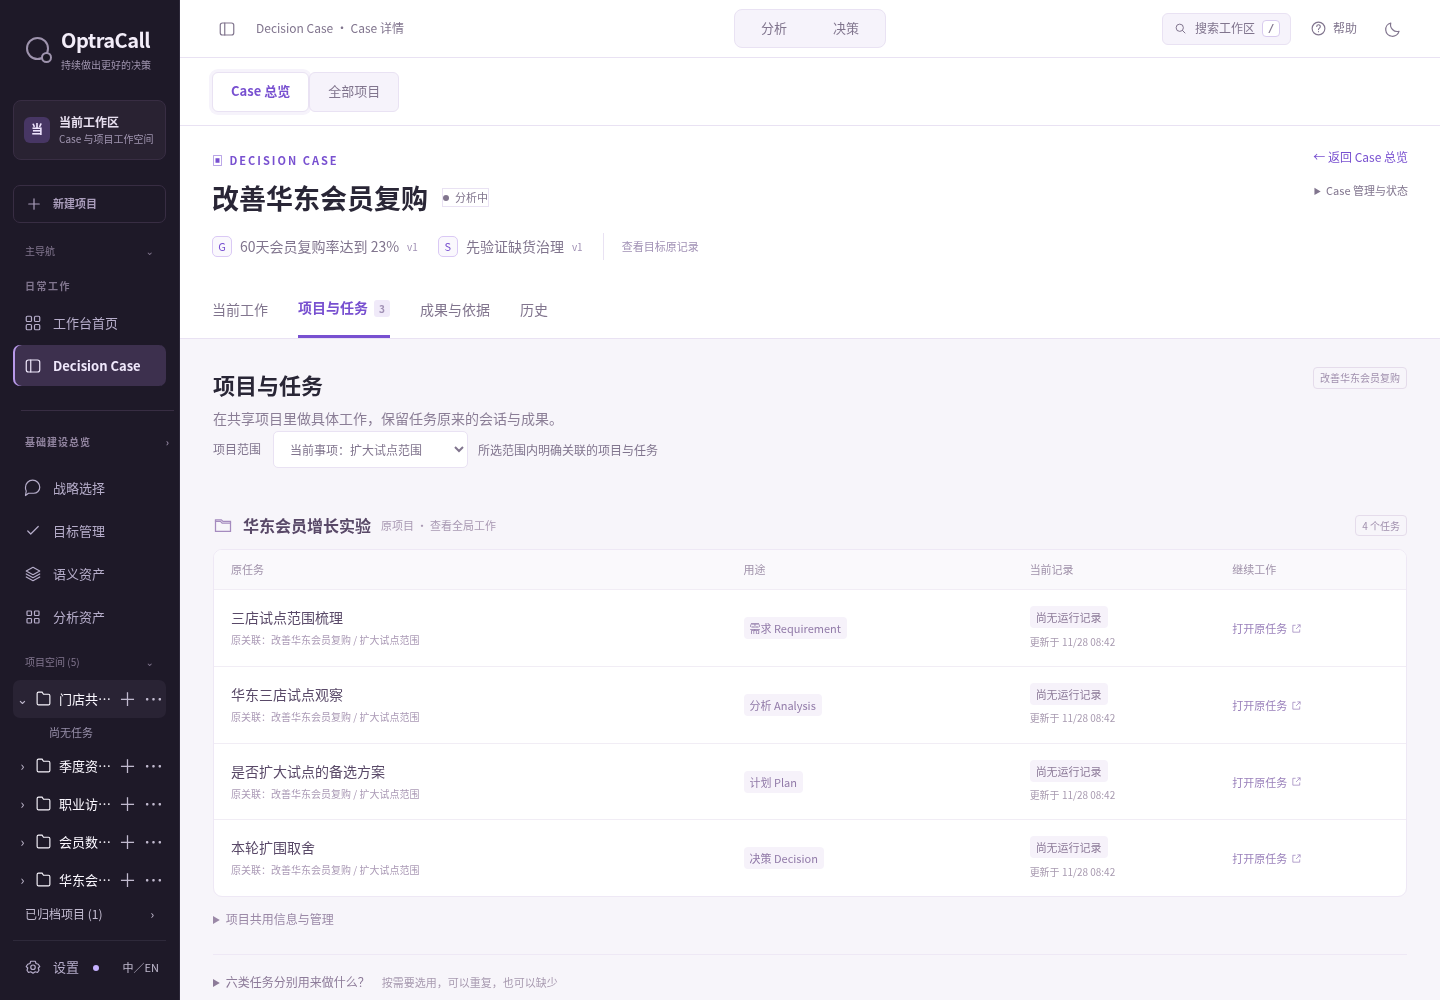 OptraCall
持续做出更好的决策
当
当前工作区
Case 与项目工作空间
新建项目
主导航
日常工作
工作台首页
Decision Case
基础建设总览
战略选择
目标管理
语义资产
分析资产
项目空间 (5)
门店共…
尚无任务
季度资…
职业访…
会员数…
华东会…
已归档项目 (1)
设置
中／EN
Decision Case · Case 详情
分析
决策
搜索工作区 /
帮助
Case 总览
全部项目
DECISION CASE
← 返回 Case 总览
改善华东会员复购
分析中
Case 管理与状态
G 60天会员复购率达到 23% v1
S 先验证缺货治理 v1
查看目标原记录
当前工作
项目与任务 3
成果与依据
历史
项目与任务
改善华东会员复购
在共享项目里做具体工作，保留任务原来的会话与成果。
项目范围
当前事项：扩大试点范围
所选范围内明确关联的项目与任务
华东会员增长实验
原项目 · 查看全局工作
4 个任务
原任务
用途
当前记录
继续工作
三店试点范围梳理
原关联：改善华东会员复购 / 扩大试点范围
需求 Requirement
尚无运行记录
更新于 11/28 08:42
打开原任务
华东三店试点观察
原关联：改善华东会员复购 / 扩大试点范围
分析 Analysis
尚无运行记录
更新于 11/28 08:42
打开原任务
是否扩大试点的备选方案
原关联：改善华东会员复购 / 扩大试点范围
计划 Plan
尚无运行记录
更新于 11/28 08:42
打开原任务
本轮扩围取舍
原关联：改善华东会员复购 / 扩大试点范围
决策 Decision
尚无运行记录
更新于 11/28 08:42
打开原任务
项目共用信息与管理
六类任务分别用来做什么？
按需要选用，可以重复，也可以缺少